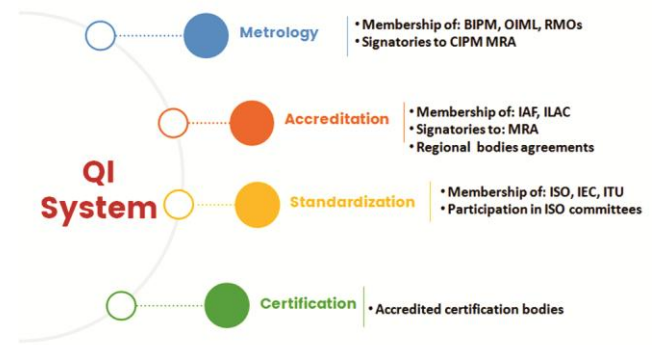 Metrology
• Membership of: BIPM, OIML, RMOs
• Signatories to CIPM MRA
Accreditation
• Membership of: IAF, ILAC
• Signatories to: MRA
• Regional bodies agreements
QI
System
Standardization
• Membership of: ISO, IEC, ITU
• Participation in ISO committees
Certification
• Accredited certification bodies